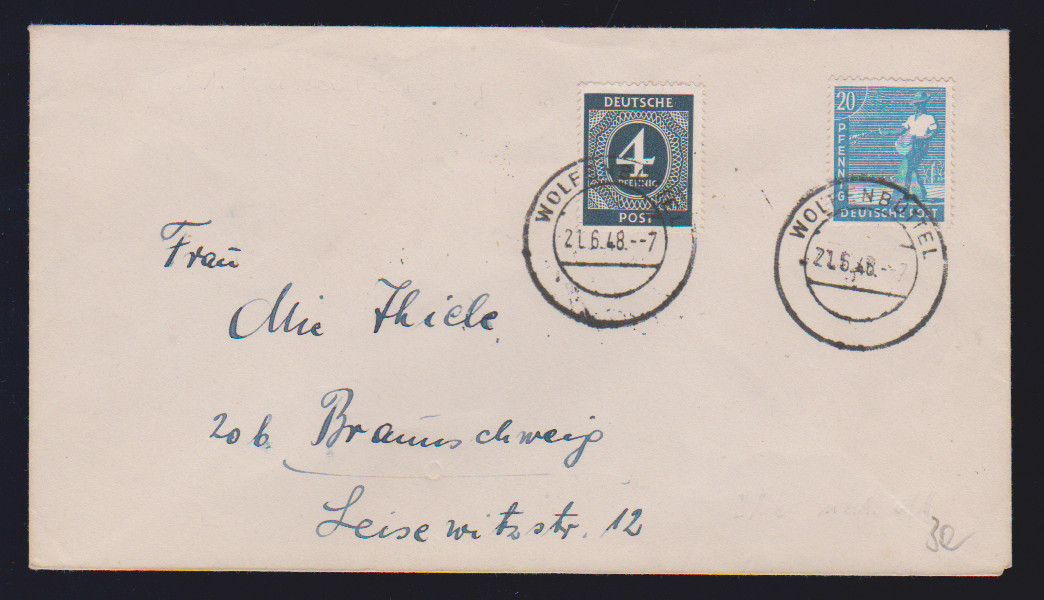 DEUTSCHE
4
PFENNIG
POST
20
PFENNIG
DEUTSCHE POST
WOLFENBÜTTEL
21.6.48.--7
WOLFENBÜTTEL
21.6.48.--7
Frau
Mie Thiele
20b. Braunschweig
Leisewitzstr. 12